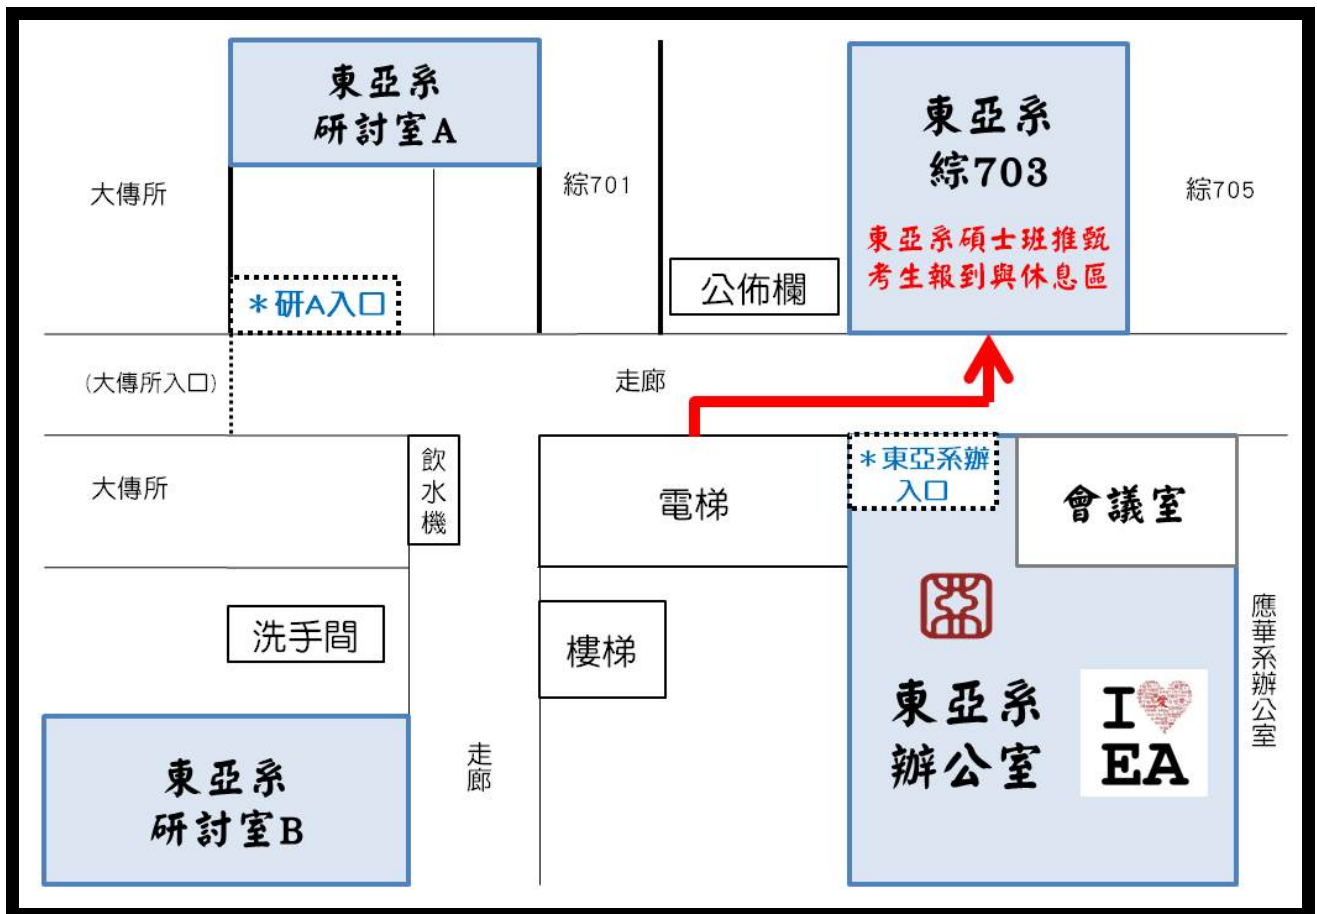 東亞系
研討室A
大傳所
綜701
東亞系
綜703
東亞系碩士班推甄
考生報到與休息區
綜705
公佈欄
＊研A入口
(大傳所入口)
走廊
大傳所
飲水機
電梯
＊東亞系辦
入口
會議室
洗手間
樓梯
應華系辦公室
東亞系
辦公室
I
EA
走廊
東亞系
研討室B